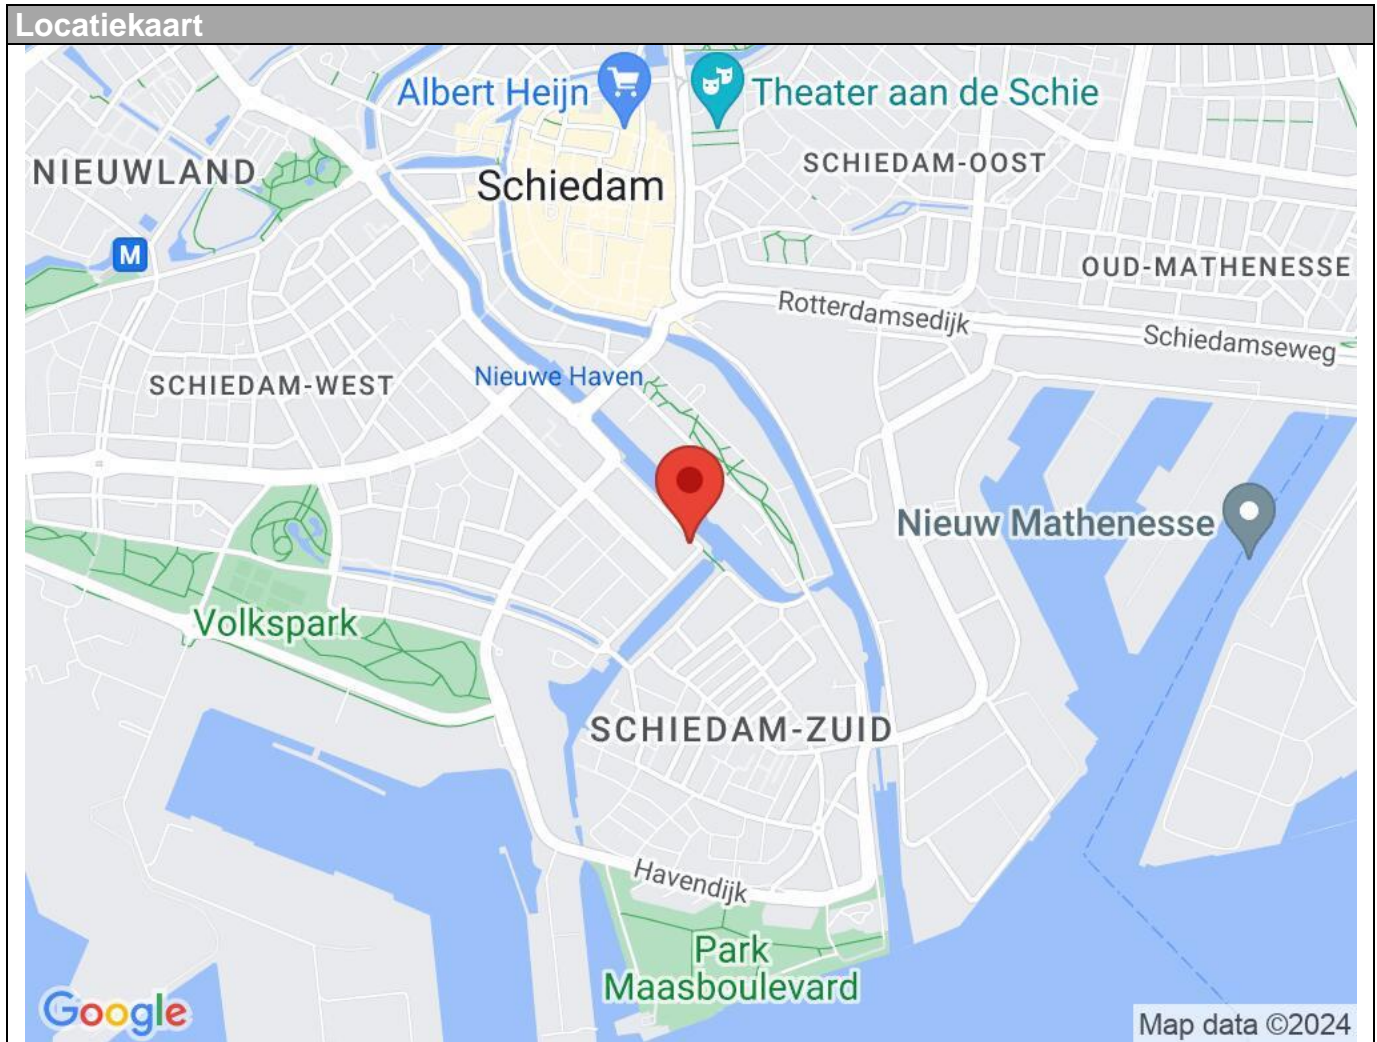 Locatiekaart
Albert Heijn
Theater aan de Schie
NIEUWLAND
SCHIEDAM-OOST
Schiedam
M
OUD-MATHENESSE
Rotterdamsedijk
Schiedamseweg
SCHIEDAM-WEST
Nieuwe Haven
Nieuw Mathenesse
Volkspark
SCHIEDAM-ZUID
Havendijk
Park
Maasboulevard
Google
Map data ©2024